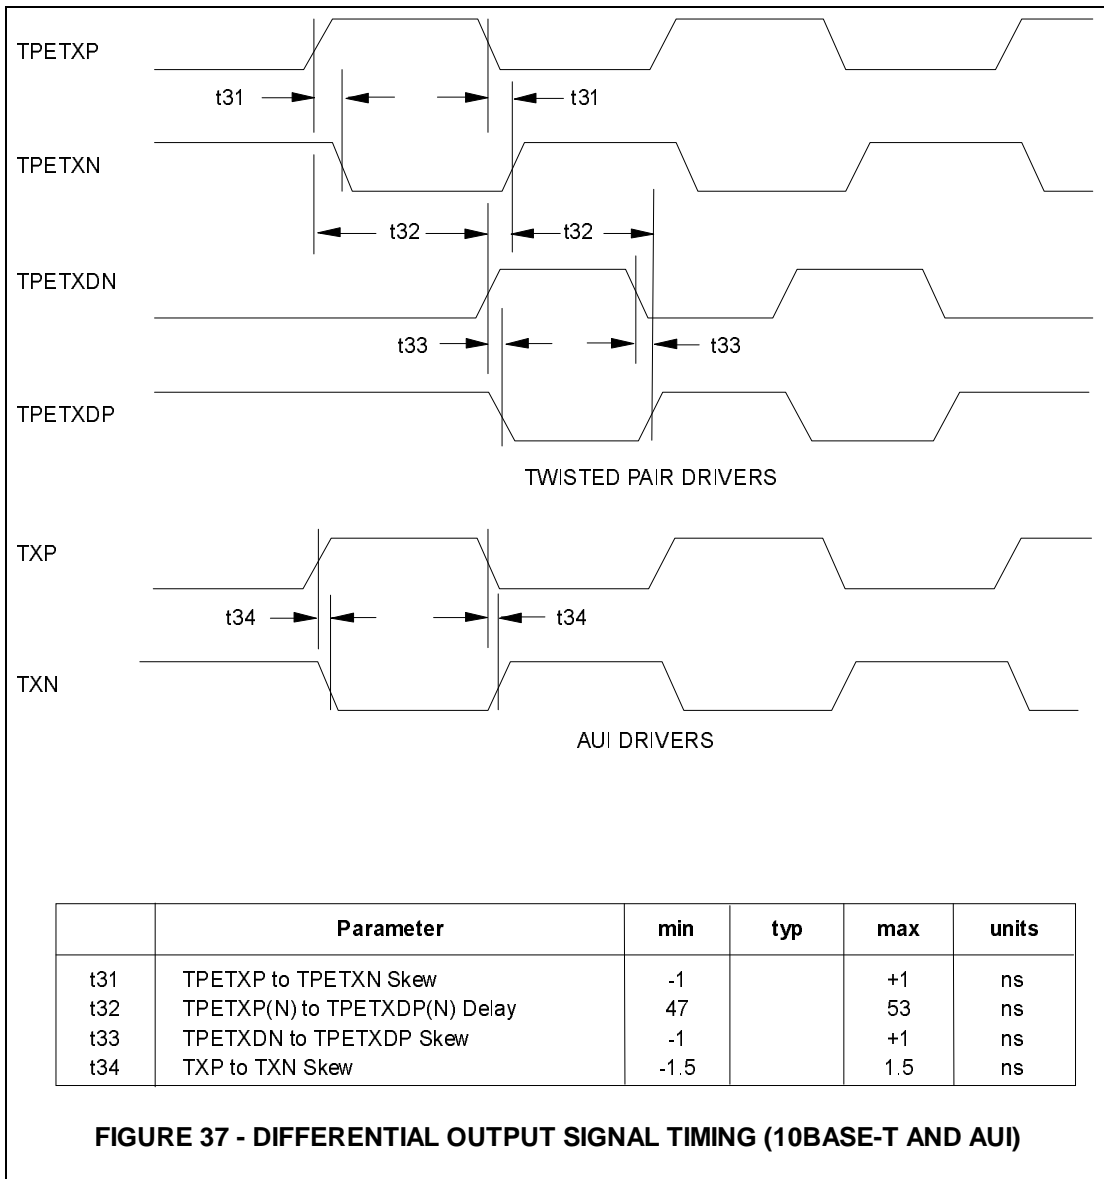 TPETXP
t31 t31
TPETXN
t32 t32
TPETXDN
t33 t33
TPETXDP
TWISTED PAIR DRIVERS
TXP
t34 t34
TXN
AUI DRIVERS
Parameter min typ max units
t31 TPETXP to TPETXN Skew -1 +1 ns
t32 TPETXP(N) to TPETXDP(N) Delay 47 53 ns
t33 TPETXDN to TPETXDP Skew -1 +1 ns
t34 TXP to TXN Skew -1.5 1.5 ns
FIGURE 37 - DIFFERENTIAL OUTPUT SIGNAL TIMING (10BASE-T AND AUI)